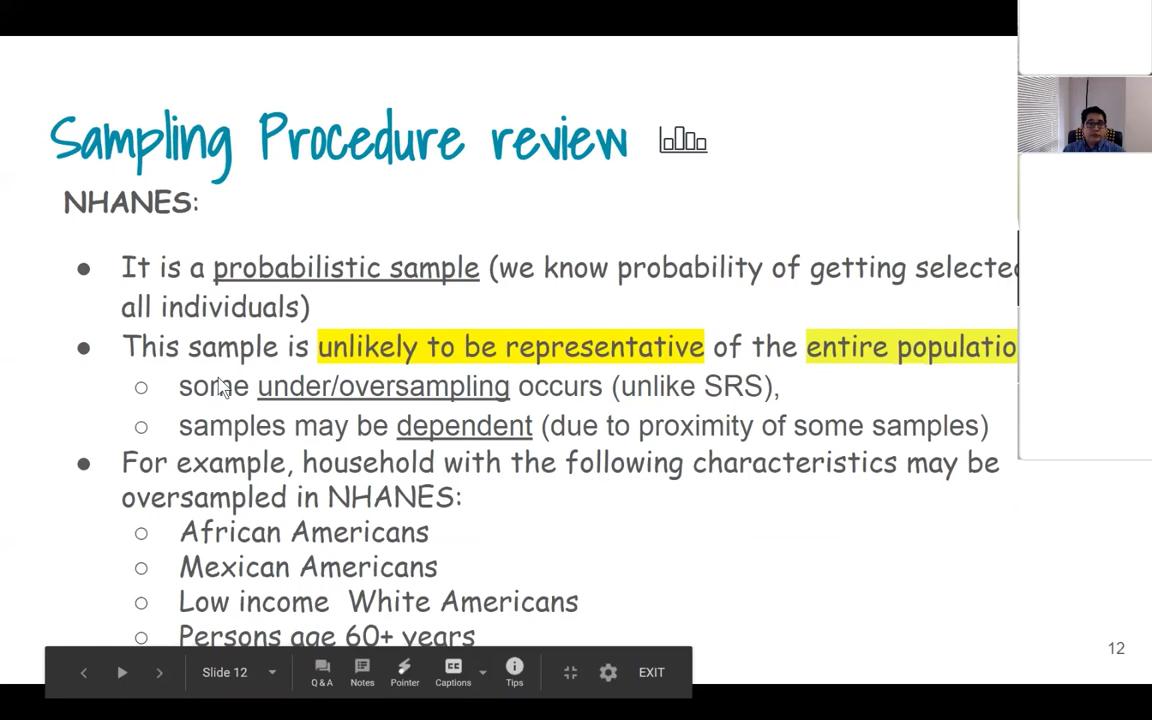 Sampling Procedure review
NHANES:
● It is a probabilistic sample (we know probability of getting selected
all individuals)
● This sample is unlikely to be representative of the entire populatio
○ some under/oversampling occurs (unlike SRS),
○ samples may be dependent (due to proximity of some samples)
● For example, household with the following characteristics may be
oversampled in NHANES:
○ African Americans
○ Mexican Americans
○ Low income White Americans
○ Persons age 60+ years
12
Slide 12
Q & A
Notes
Pointer
CC
Captions
Tips
EXIT